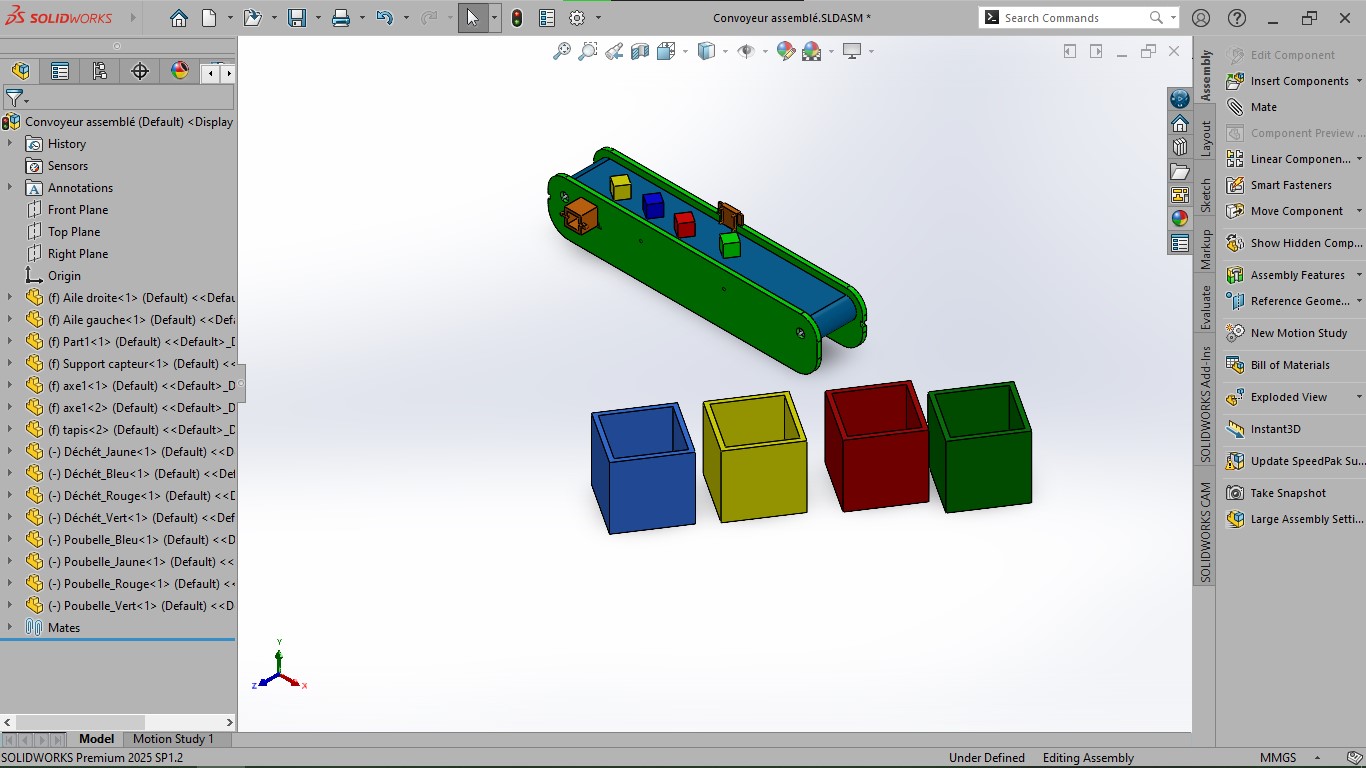 SOLIDWORKS
Convoyeur assemblé.SLDASM *
Search Commands
Convoyeur assemblé (Default) <Display
History
Sensors
Annotations
Front Plane
Top Plane
Right Plane
Origin
(f) Aile droite<1> (Default) <<Defau
(f) Aile gauche<1> (Default) <<Defa
(f) Part1<1> (Default) <<Default>_D
(f) Support capteur<1> (Default) <<
(f) axe1<1> (Default) <<Default>_D
(f) axe1<2> (Default) <<Default>_D
(f) tapis<2> (Default) <<Default>_D
(-) Déchét_Jaune<1> (Default) <<D
(-) Déchét_Bleu<1> (Default) <<Def
(-) Déchét_Rouge<1> (Default) <<D
(-) Déchét_Vert<1> (Default) <<Def
(-) Poubelle_Bleu<1> (Default) <<D
(-) Poubelle_Jaune<1> (Default) <<
(-) Poubelle_Rouge<1> (Default) <<
(-) Poubelle_Vert<1> (Default) <<D
Mates
Y
Z
X
Assembly
Layout
Sketch
Markup
Evaluate
SOLIDWORKS Add-Ins
SOLIDWORKS CAM
Edit Component
Insert Components
Mate
Component Preview ...
Linear Componen...
Smart Fasteners
Move Component
Show Hidden Comp...
Assembly Features
Reference Geome...
New Motion Study
Bill of Materials
Exploded View
Instant3D
Update SpeedPak Su...
Take Snapshot
Large Assembly Setti...
Model
Motion Study 1
SOLIDWORKS Premium 2025 SP1.2
Under Defined
Editing Assembly
MMGS